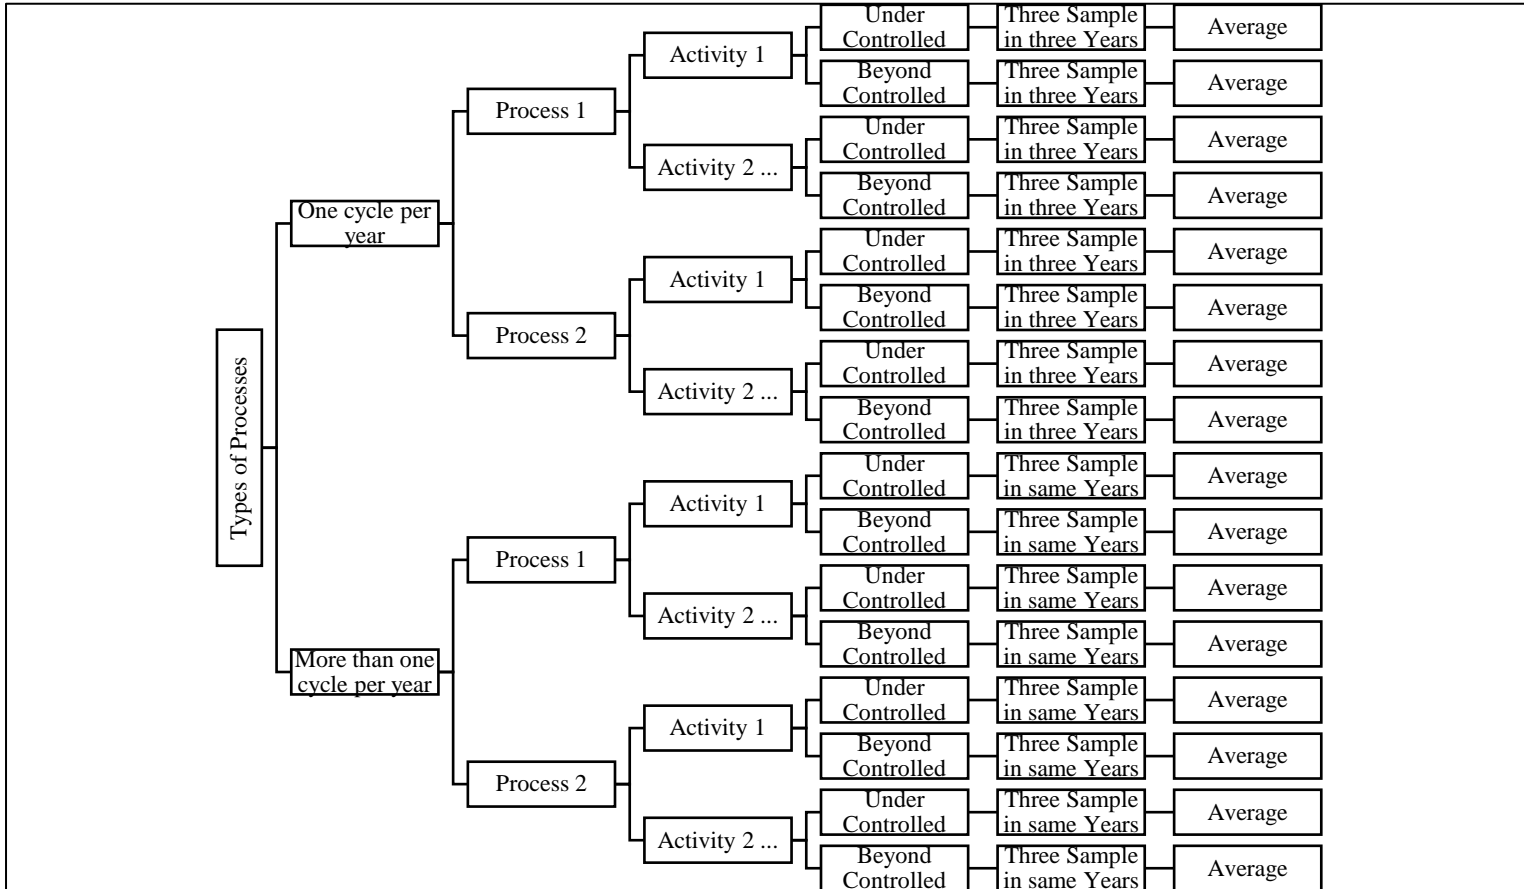 Types of Processes
One cycle per
year
Process 1
Activity 1
Under
Controlled
Three Sample
in three Years
Average
Beyond
Controlled
Three Sample
in three Years
Average
Activity 2 ...
Under
Controlled
Three Sample
in three Years
Average
Beyond
Controlled
Three Sample
in three Years
Average
Process 2
Activity 1
Under
Controlled
Three Sample
in three Years
Average
Beyond
Controlled
Three Sample
in three Years
Average
Activity 2 ...
Under
Controlled
Three Sample
in three Years
Average
Beyond
Controlled
Three Sample
in three Years
Average
More than one
cycle per year
Process 1
Activity 1
Under
Controlled
Three Sample
in same Years
Average
Beyond
Controlled
Three Sample
in same Years
Average
Activity 2 ...
Under
Controlled
Three Sample
in same Years
Average
Beyond
Controlled
Three Sample
in same Years
Average
Process 2
Activity 1
Under
Controlled
Three Sample
in same Years
Average
Beyond
Controlled
Three Sample
in same Years
Average
Activity 2 ...
Under
Controlled
Three Sample
in same Years
Average
Beyond
Controlled
Three Sample
in same Years
Average